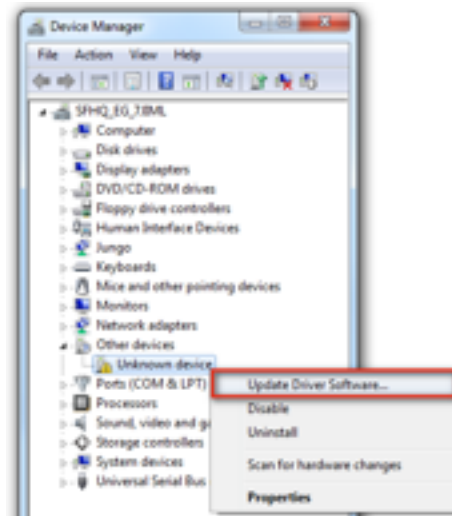 Device Manager
File Action View Help
Computer
Disk drives
Display adapters
DVD/CD-ROM drives
Floppy drive controllers
Human Interface Devices
Jungo
Keyboards
Mice and other pointing devices
Monitors
Network adapters
Other devices
Unknown device
Ports (COM & LPT)
Processors
Sound, video and
Storage controllers
System devices
Universal Serial Bus
Update Driver Software...
Disable
Uninstall
Scan for hardware changes
Properties